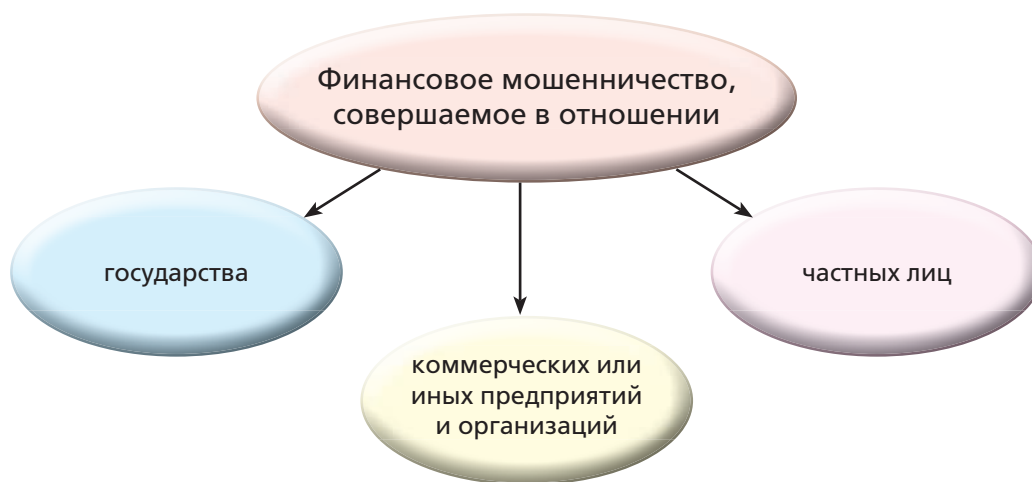 Финансовое мошенничество,
совершаемое в отношении
государства
частных лиц
коммерческих или
иных предприятий
и организаций